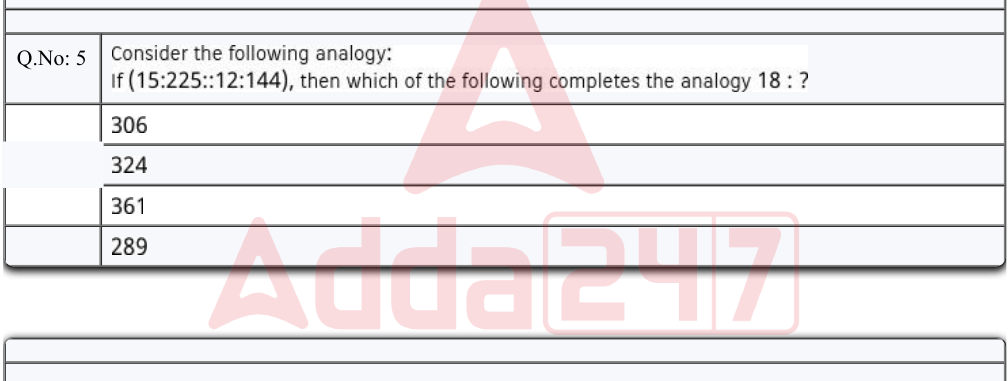 Q.No: 5
Consider the following analogy:
If (15:225::12:144), then which of the following completes the analogy 18 : ?
306
324
361
289
Adda247